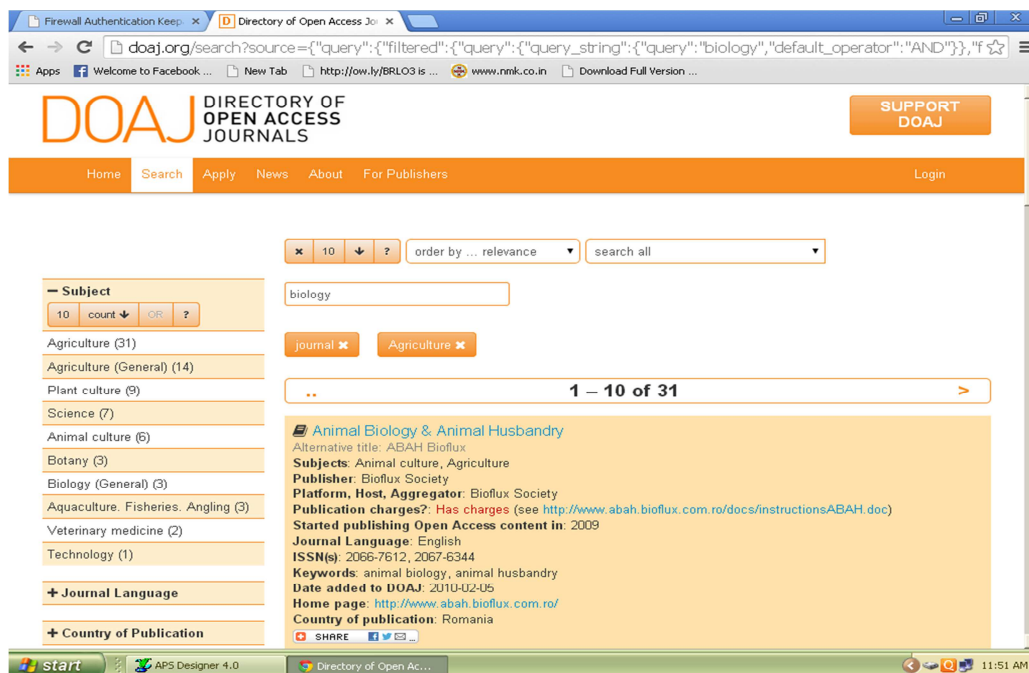 Firewall Authentication Keep
Directory of Open Access Jo
doaj.org/search?source={"query":{"filtered":{"query":{"query_string":{"query":"biology","default_operator":"AND"}},"f
Apps Welcome to Facebook ... New Tab http://ow.ly/BRLO3 is ... www.nmk.co.in Download Full Version ...
DOAJ DIRECTORY OF
OPEN ACCESS
JOURNALS
SUPPORT
DOAJ
Home Search Apply News About For Publishers Login
10 ? order by ... relevance search all
biology
journal Agriculture
1 – 10 of 31
.. >
− Subject
10 count OR ?
Agriculture (31)
Agriculture (General) (14)
Plant culture (9)
Science (7)
Animal culture (6)
Botany (3)
Biology (General) (3)
Aquaculture. Fisheries. Angling (3)
Veterinary medicine (2)
Technology (1)
+ Journal Language
+ Country of Publication
Animal Biology & Animal Husbandry
Alternative title: ABAH Bioflux
Subjects: Animal culture, Agriculture
Publisher: Bioflux Society
Platform, Host, Aggregator: Bioflux Society
Publication charges?: Has charges (see http://www.abah.bioflux.com.ro/docs/instructionsABAH.doc)
Started publishing Open Access content in: 2009
Journal Language: English
ISSN(s): 2066-7612, 2067-6344
Keywords: animal biology, animal husbandry
Date added to DOAJ: 2010-02-05
Home page: http://www.abah.bioflux.com.ro/
Country of publication: Romania
SHARE ...
start APS Designer 4.0 Directory of Open Ac... 11:51 AM